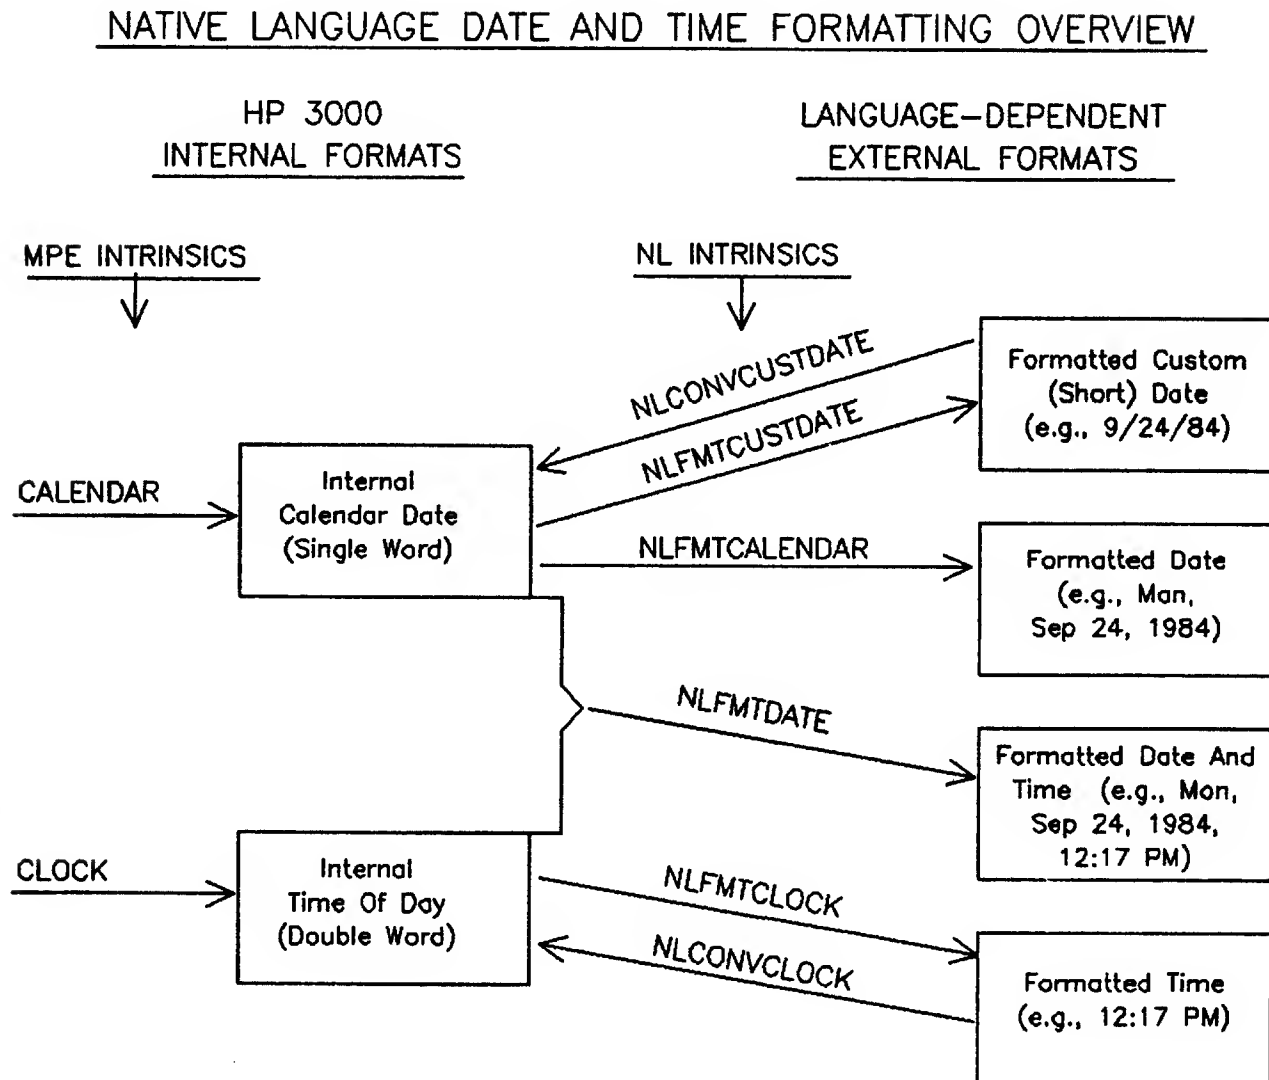 NATIVE LANGUAGE DATE AND TIME FORMATTING OVERVIEW
HP 3000
INTERNAL FORMATS
LANGUAGE-DEPENDENT
EXTERNAL FORMATS
MPE INTRINSICS
NL INTRINSICS
NLCONVCUSTDATE
NLFMTCUSTDATE
Formatted Custom
(Short) Date
(e.g., 9/24/84)
CALENDAR
Internal
Calendar Date
(Single Word)
NLFMTCALENDAR
Formatted Date
(e.g., Man,
Sep 24, 1984)
NLFMTDATE
Formatted Date And
Time (e.g., Mon,
Sep 24, 1984,
12:17 PM)
CLOCK
Internal
Time Of Day
(Double Word)
NLFMTCLOCK
NLCONVCLOCK
Formatted Time
(e.g., 12:17 PM)